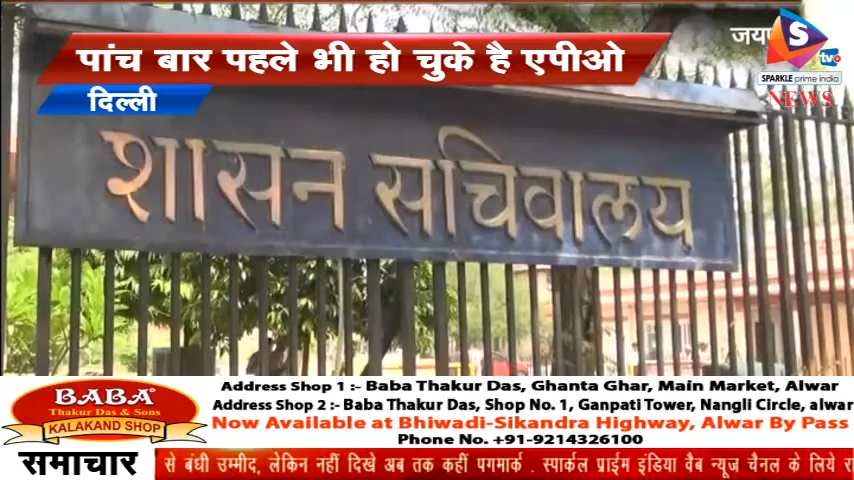 पांच बार पहले भी हो चुके है एपीओ
जयप
S
tvo
SPARKLE prime india
NEWS
दिल्ली
शासन सचिवालय
BABA
Thakur Das & Sons
KALAKAND SHOP
Address Shop 1 :- Baba Thakur Das, Ghanta Ghar, Main Market, Alwar
Address Shop 2 :- Baba Thakur Das, Shop No. 1, Ganpati Tower, Nangli Circle, alwar
Now Available at Bhiwadi-Sikandra Highway, Alwar By Pass
Phone No. +91-9214326100
समाचार
से बंधी उम्मीद, लेकिन नहीं दिखे अब तक कहीं पगमार्क . स्पार्कल प्राईम इंडिया वैब न्यूज चैनल के लिये रा